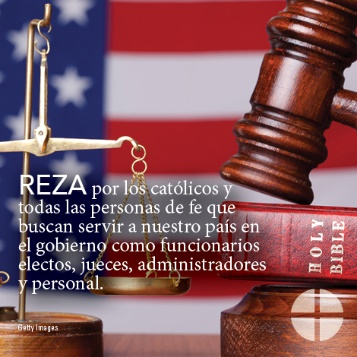 REZA por los católicos y
todas las personas de fe que
buscan servir a nuestro país en
el gobierno como funcionarios
electos, jueces, administradores
y personal.
HOLY
BIBLE
Getty Images